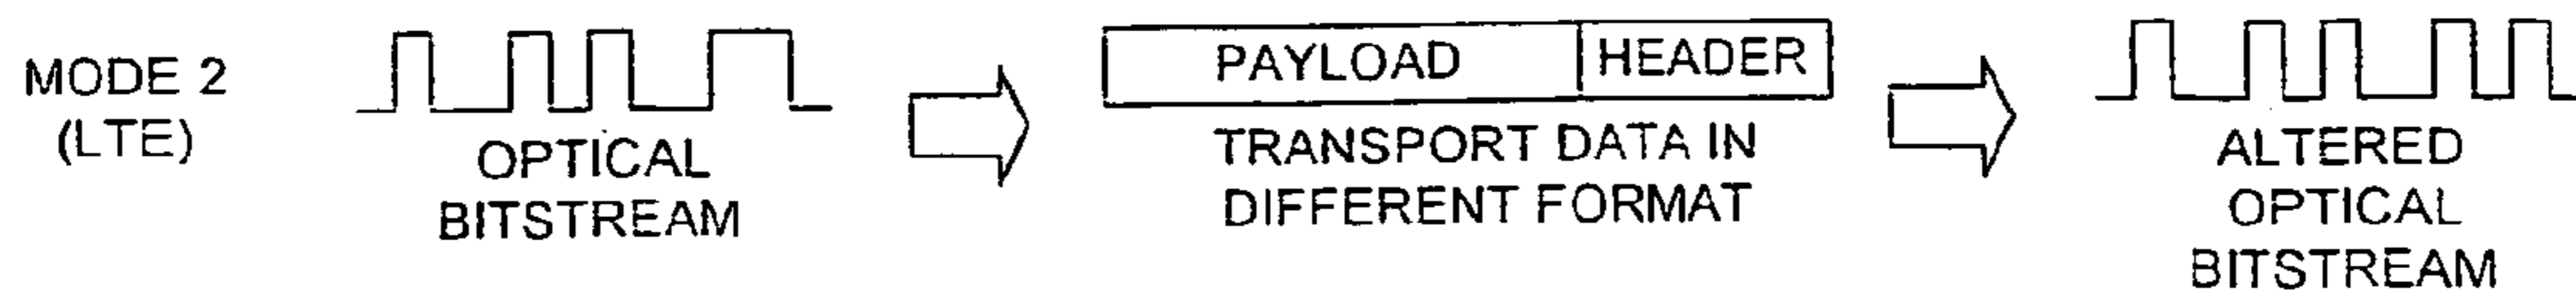 MODE 2
(LTE)
OPTICAL
BITSTREAM
PAYLOAD
HEADER
TRANSPORT DATA IN
DIFFERENT FORMAT
ALTERED
OPTICAL
BITSTREAM